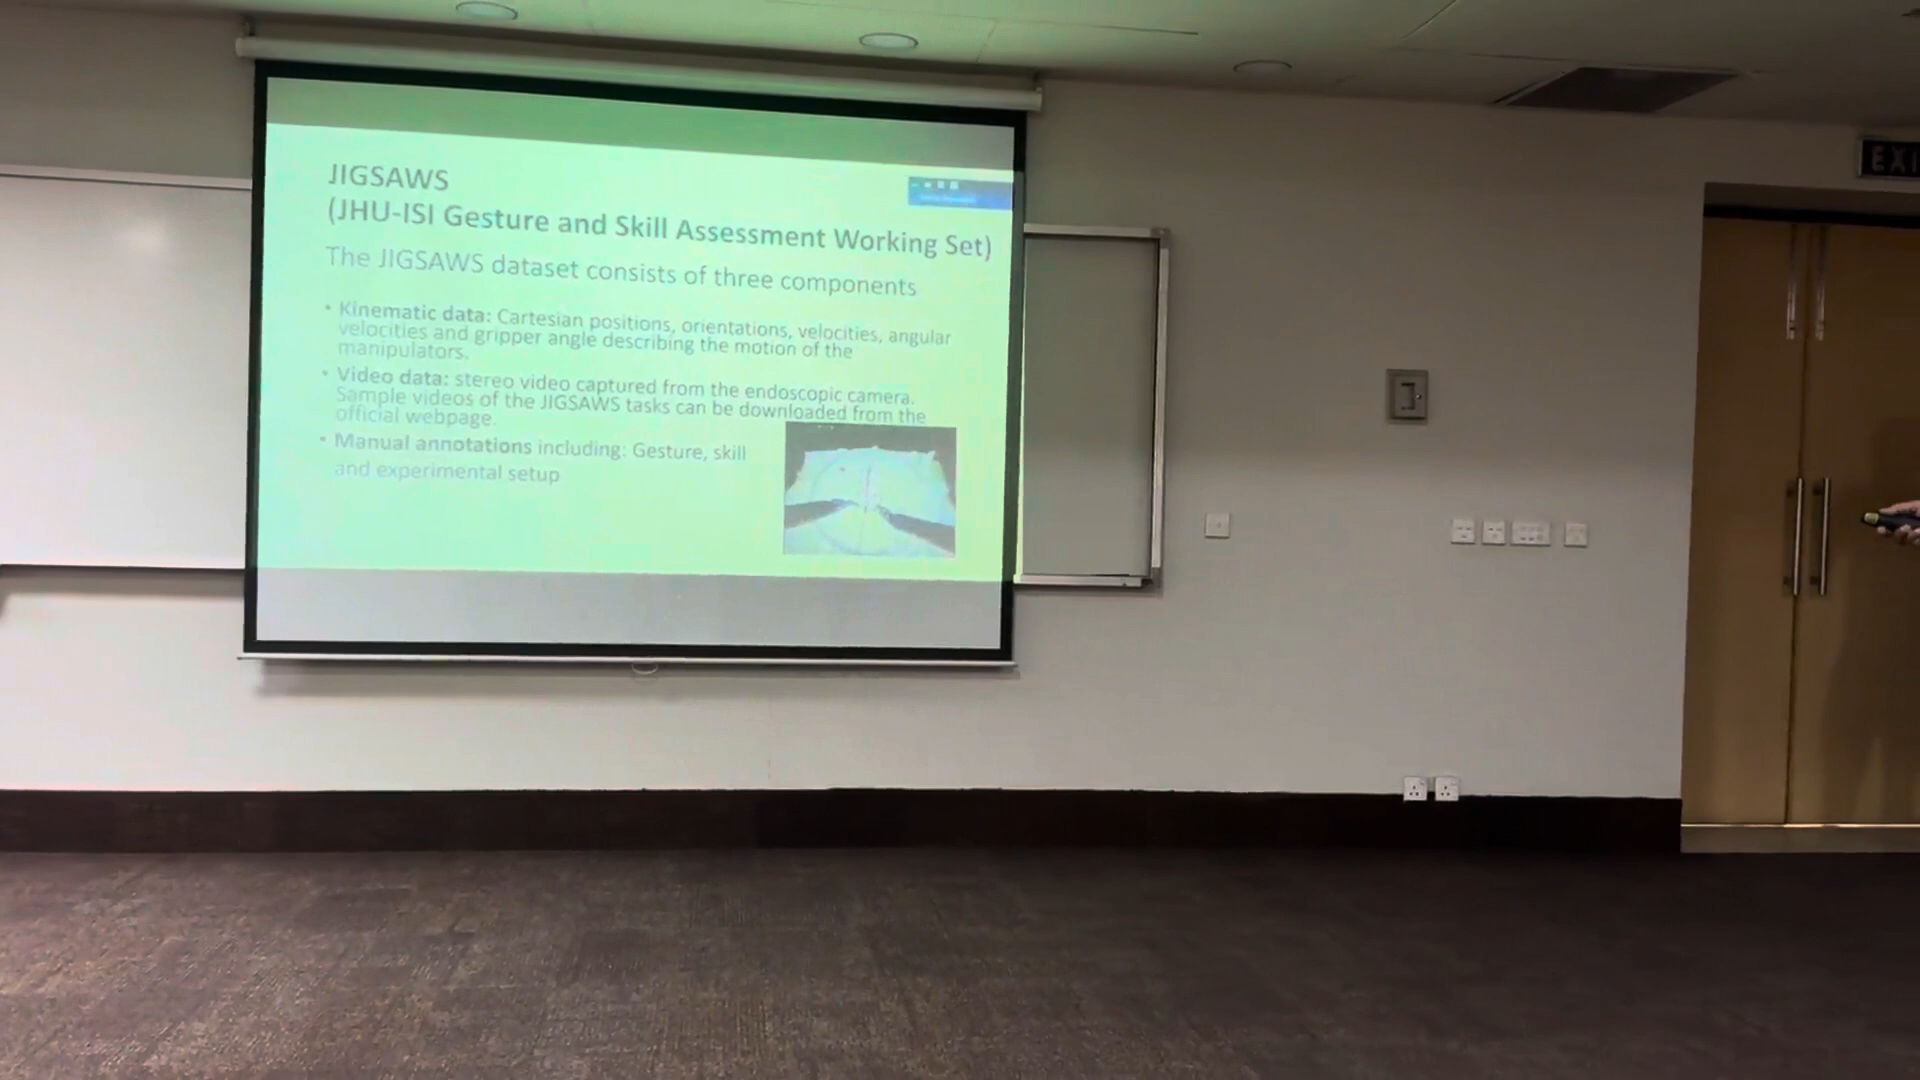 JIGSAWS
(JHU-ISI Gesture and Skill Assessment Working Set)
The JIGSAWS dataset consists of three components
• Kinematic data: Cartesian positions, orientations, velocities, angular
velocities and gripper angle describing the motion of the
manipulators.
• Video data: stereo video captured from the endoscopic camera.
Sample videos of the JIGSAWS tasks can be downloaded from the
official webpage.
• Manual annotations including: Gesture, skill
and experimental setup
EXI